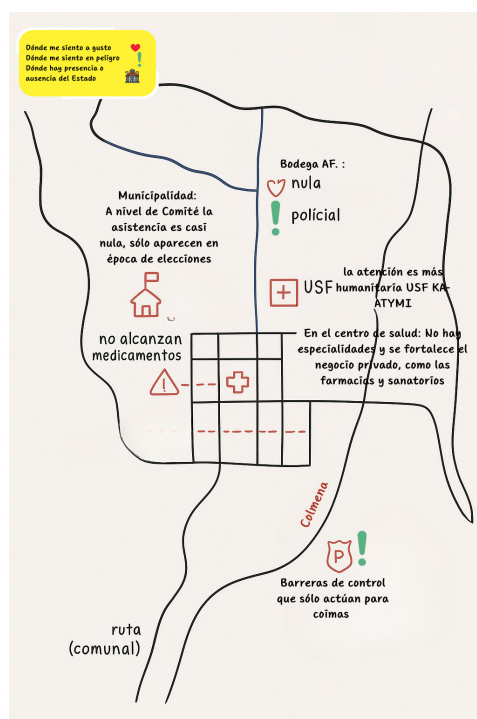 Dónde me siento a gusto
Dónde me siento en peligro
Dónde hay presencia o
ausencia del Estado
Bodega AF. :
nula
polícial
Municipalidad:
A nivel de Comité la
asistencia es casi
nula, sólo aparecen en
época de elecciones
USF
la atención es más
humanitaria USF KA-
ATYMI
no alcanzan
medicamentos
En el centro de salud: No hay
especialidades y se fortalece el
negocio privado, como las
farmacias y sanatorios
Colmena
P
Barreras de control
que sólo actúan para
coimas
ruta
(comunal)